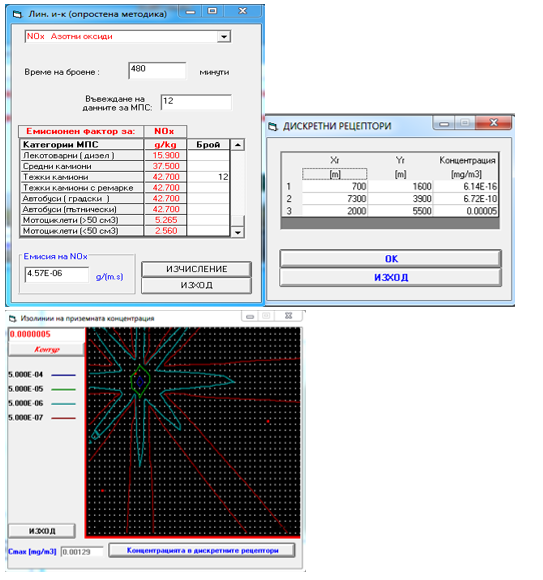 Лин. и-к (опростена методика)
NOx Азотни оксиди
Време на броене : 480 минути
Въвеждане на данните за МПС: 12
Емисионен фактор за: NOx
Категории МПС g/kg Брой
Лекотоварни ( дизел ) 15.900
Средни камиони 37.500
Тежки камиони 42.700 12
Тежки камиони с ремарке 42.700
Автобуси ( градски ) 42.700
Автобуси (пътнически) 42.700
Мотоциклети (>50 см3) 5.265
Мотоциклети (<50 см3) 2.560
Емисия на NOx
4.57E-06 g/(m.s)
ИЗЧИСЛЕНИЕ
ИЗХОД
ДИСКРЕТНИ РЕЦЕПТОРИ
Xr Yr Концентрация
[m] [m] [mg/m3]
1 700 1600 6.14E-16
2 7300 3900 6.72E-10
3 2000 5500 0.00005
OK
ИЗХОД
Изолинии на приземната концентрация
0.0000005
Контур
5.000E-04
5.000E-05
5.000E-06
5.000E-07
ИЗХОД
Cmax [mg/m3] 0.00129 Концентрацията в дискретните рецептори